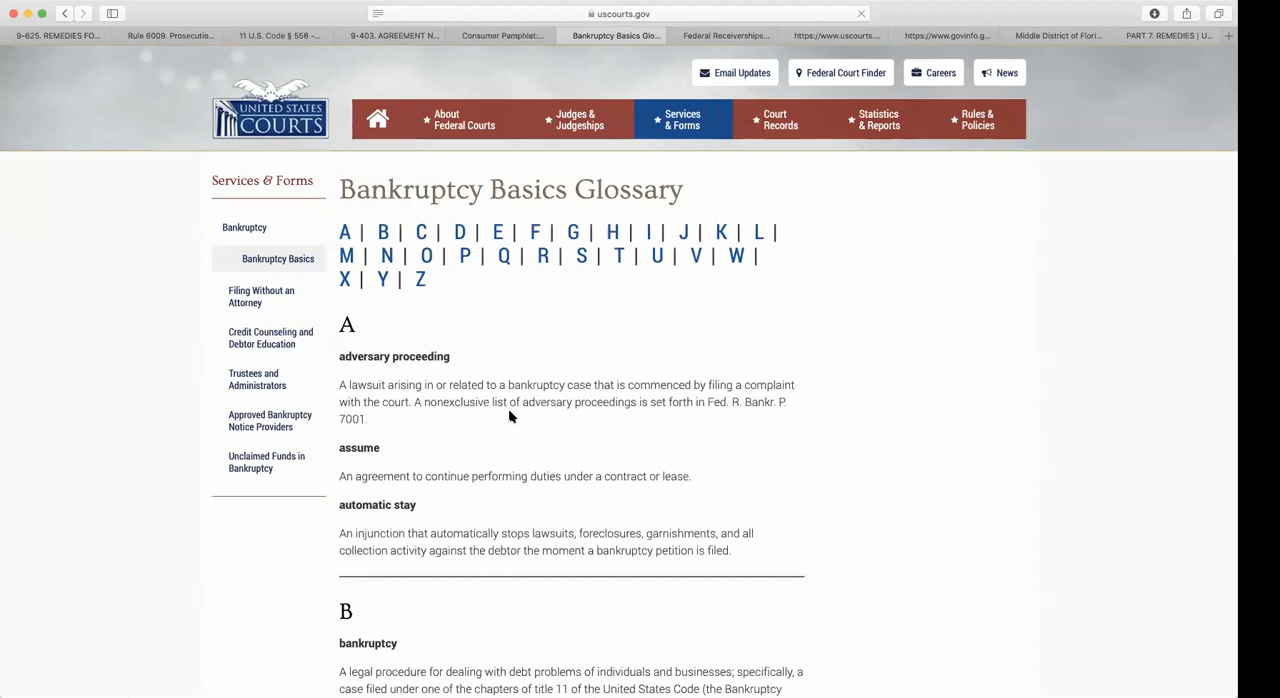 uscourts.gov
9-625. REMEDIES FO... Rule 6009. Prosecutio... 11 U.S. Code § 558 -... 9-403. AGREEMENT N... Consumer Pamphlet:... Bankruptcy Basics Glo... Federal Receiverships... https://www.uscourts.... https://www.govinfo.g... Middle District of Flori... PART 7. REMEDIES | U...
Email Updates Federal Court Finder Careers News
UNITED STATES
COURTS
About
Federal Courts
Judges &
Judgeships
Services
& Forms
Court
Records
Statistics
& Reports
Rules &
Policies
Services & Forms
Bankruptcy
Bankruptcy Basics
Filing Without an
Attorney
Credit Counseling and
Debtor Education
Trustees and
Administrators
Approved Bankruptcy
Notice Providers
Unclaimed Funds in
Bankruptcy
Bankruptcy Basics Glossary
A | B | C | D | E | F | G | H | I | J | K | L |
M | N | O | P | Q | R | S | T | U | V | W |
X | Y | Z
A
adversary proceeding
A lawsuit arising in or related to a bankruptcy case that is commenced by filing a complaint
with the court. A nonexclusive list of adversary proceedings is set forth in Fed. R. Bankr. P.
7001.
assume
An agreement to continue performing duties under a contract or lease.
automatic stay
An injunction that automatically stops lawsuits, foreclosures, garnishments, and all
collection activity against the debtor the moment a bankruptcy petition is filed.
B
bankruptcy
A legal procedure for dealing with debt problems of individuals and businesses; specifically, a
case filed under one of the chapters of title 11 of the United States Code (the Bankruptcy